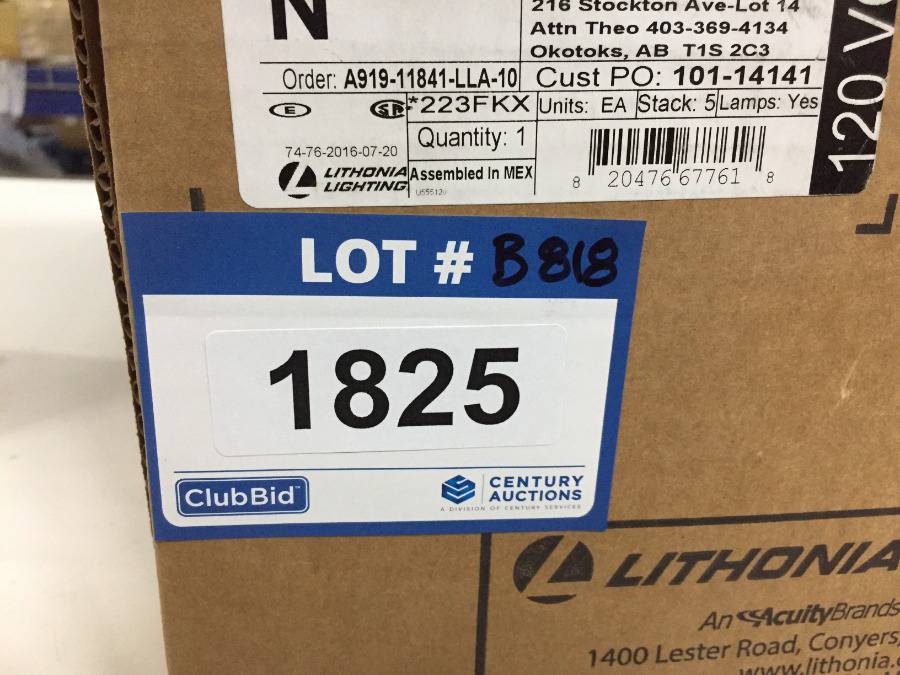 N
216 Stockton Ave-Lot 14
Attn Theo 403-369-4134
Okotoks, AB T1S 2C3
Order: A919-11841-LLA-10
Cust PO: 101-14141
*223FKX
Units: EA
Stack: 5
Lamps: Yes
Quantity: 1
74-76-2016-07-20
LITHONIA
LIGHTING
Assembled In MEX
8 20476 67761 8
LOT # B 818
1825
ClubBid™
CENTURY
AUCTIONS
A DIVISION OF CENTURY SERVICES
LITHONIA
An AcuityBrands
1400 Lester Road, Conyers,
www.lithonia.
120